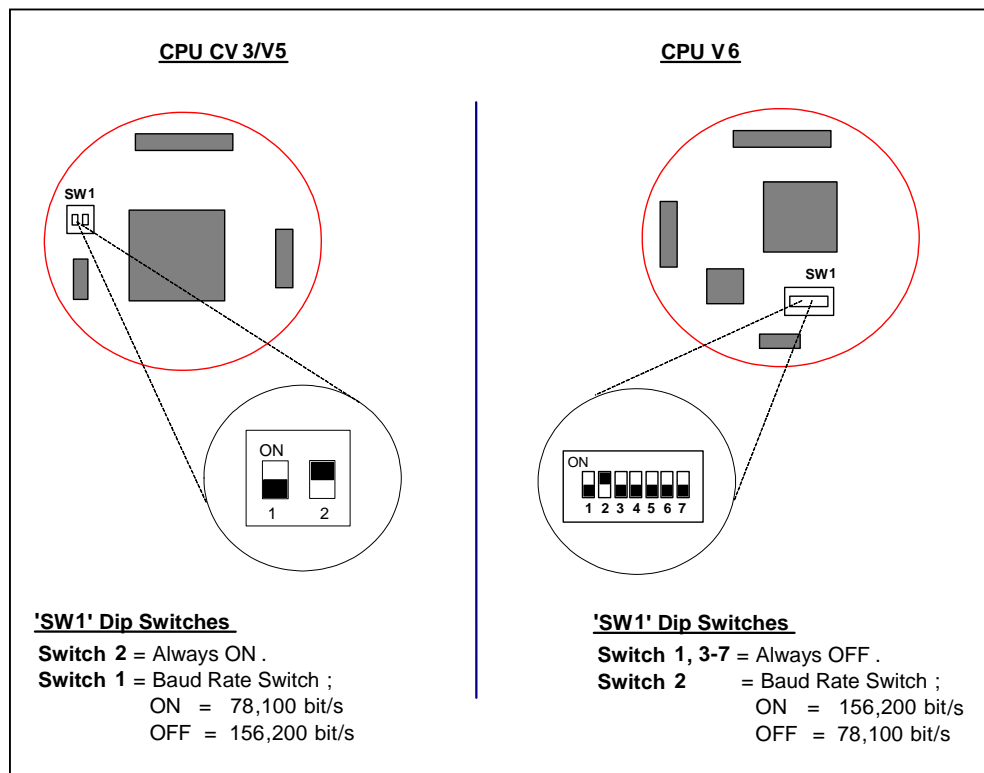 CPU CV 3/V5
SW1
ON
1 2
'SW1' Dip Switches
Switch 2 = Always ON .
Switch 1 = Baud Rate Switch ;
ON = 78,100 bit/s
OFF = 156,200 bit/s
CPU V 6
SW1
ON
1 2 3 4 5 6 7
'SW1' Dip Switches
Switch 1, 3-7 = Always OFF .
Switch 2 = Baud Rate Switch ;
ON = 156,200 bit/s
OFF = 78,100 bit/s